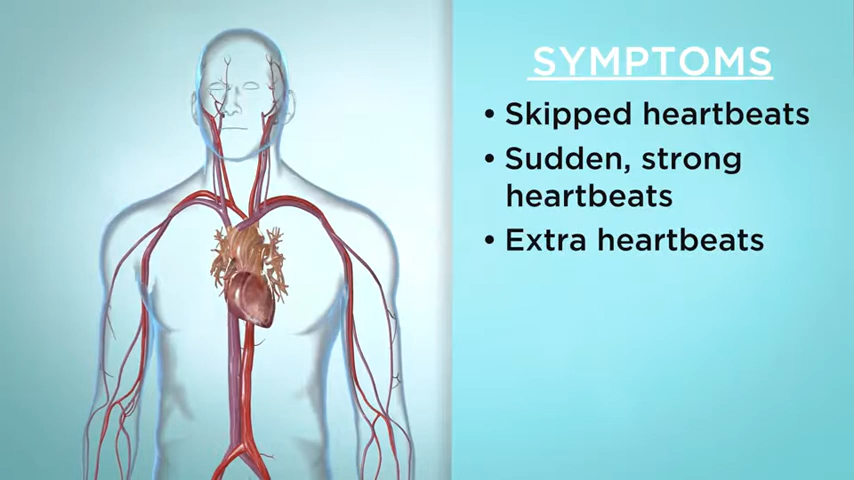 SYMPTOMS
• Skipped heartbeats
• Sudden, strong
heartbeats
• Extra heartbeats